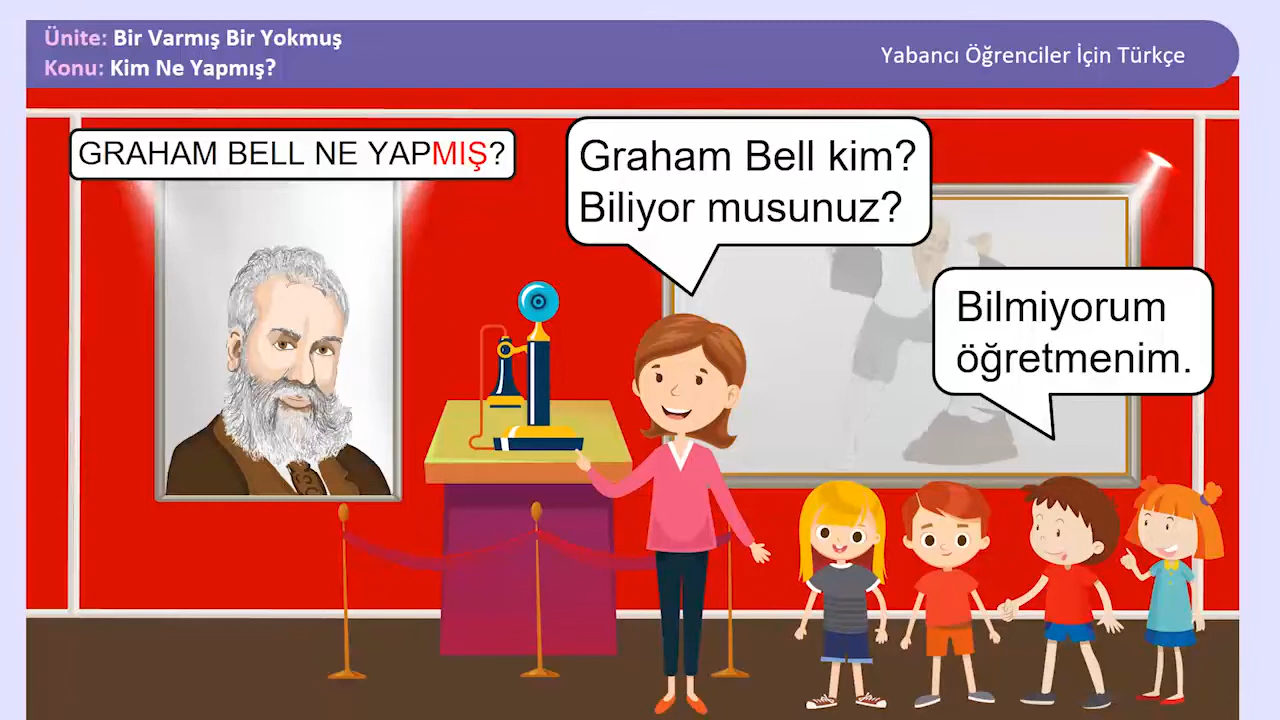 Ünite: Bir Varmış Bir Yokmuş
Konu: Kim Ne Yapmış?
Yabancı Öğrenciler İçin Türkçe
GRAHAM BELL NE YAPMIŞ?
Graham Bell kim?
Biliyor musunuz?
Bilmiyorum
öğretmenim.